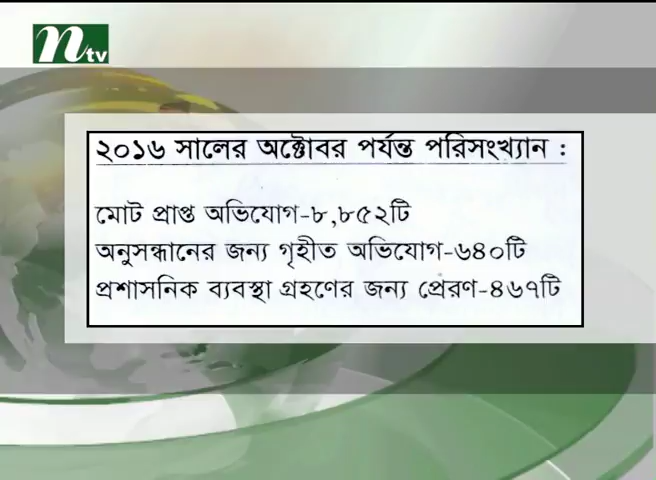 ntv
২০১৬ সালের অক্টোবর পর্যন্ত পরিসংখ্যান :
মোট প্রাপ্ত অভিযোগ-৮,৮৫২টি
অনুসন্ধানের জন্য গৃহীত অভিযোগ-৬৪০টি
প্রশাসনিক ব্যবস্থা গ্রহণের জন্য প্রেরণ-৪৬৭টি